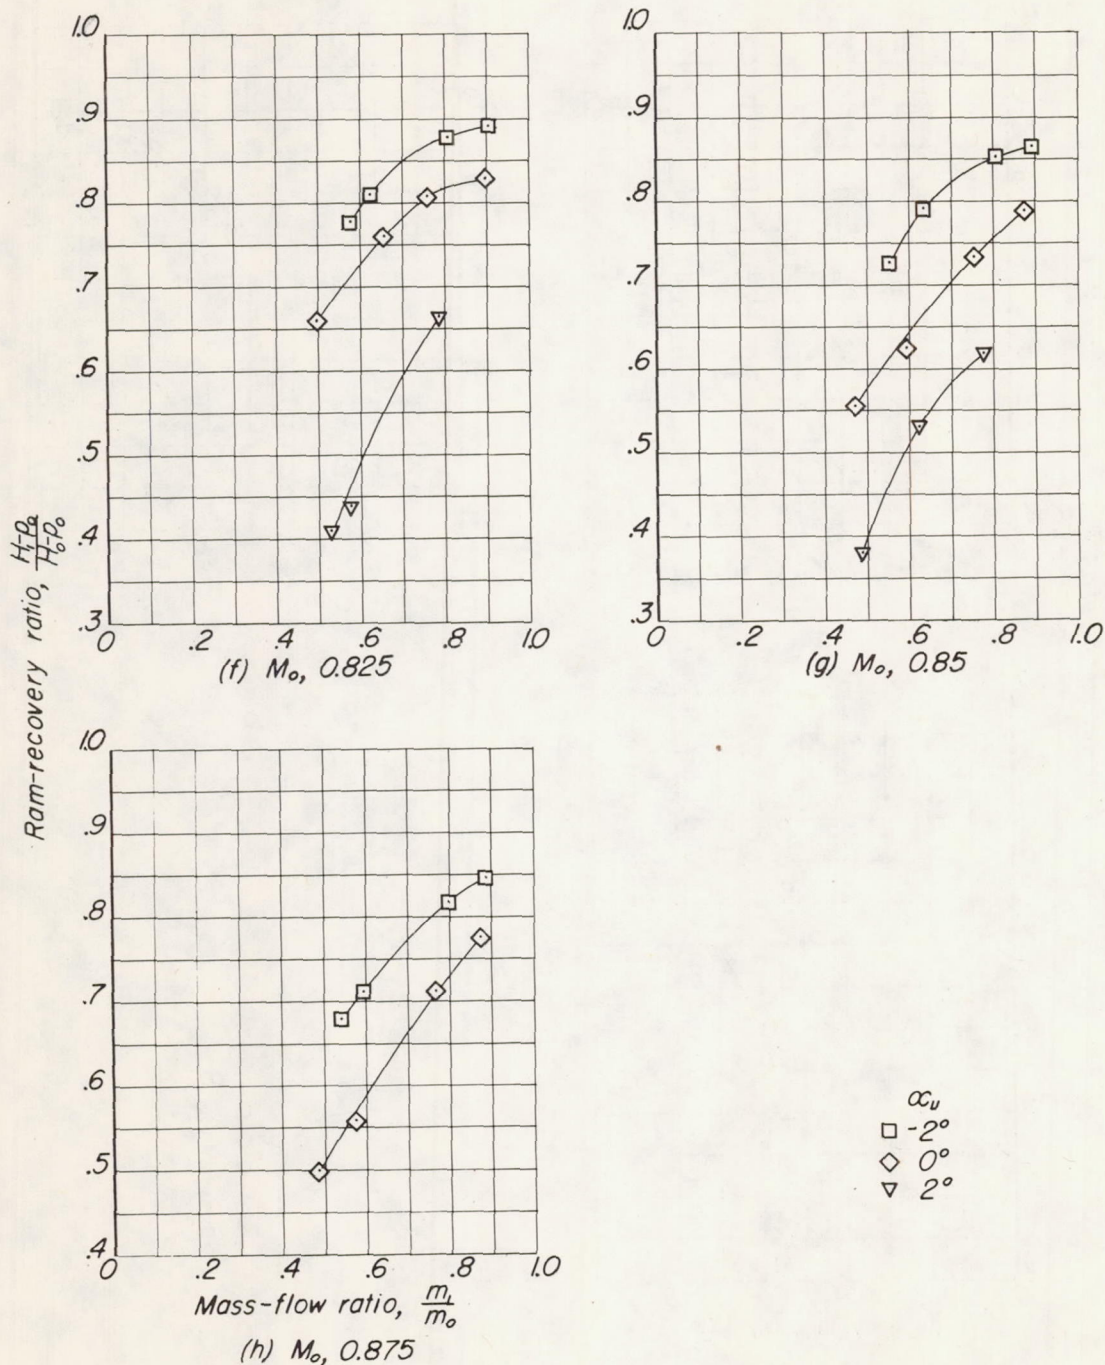 1.0
.9
.8
.7
.6
.5
.4
.3
0 .2 .4 .6 .8 1.0
(f) M₀, 0.825
1.0
.9
.8
.7
.6
.5
.4
.3
0 .2 .4 .6 .8 1.0
(g) M₀, 0.85
Ram-recovery ratio, H₁-p₀/H₀-p₀
1.0
.9
.8
.7
.6
.5
.4
0 .2 .4 .6 .8 1.0
Mass-flow ratio, m₁/m₀
(h) M₀, 0.875
αᵤ
-2°
0°
2°